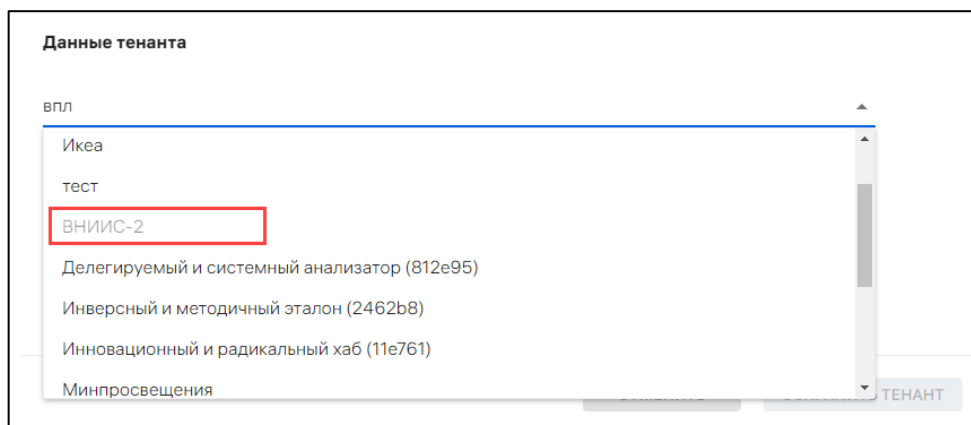 Данные тенанта
впл
Икеа
тест
ВНИИС-2
Делегируемый и системный анализатор (812e95)
Инверсный и методичный эталон (2462b8)
Инновационный и радикальный хаб (11e761)
Минпросвещения
ТЕНАНТ